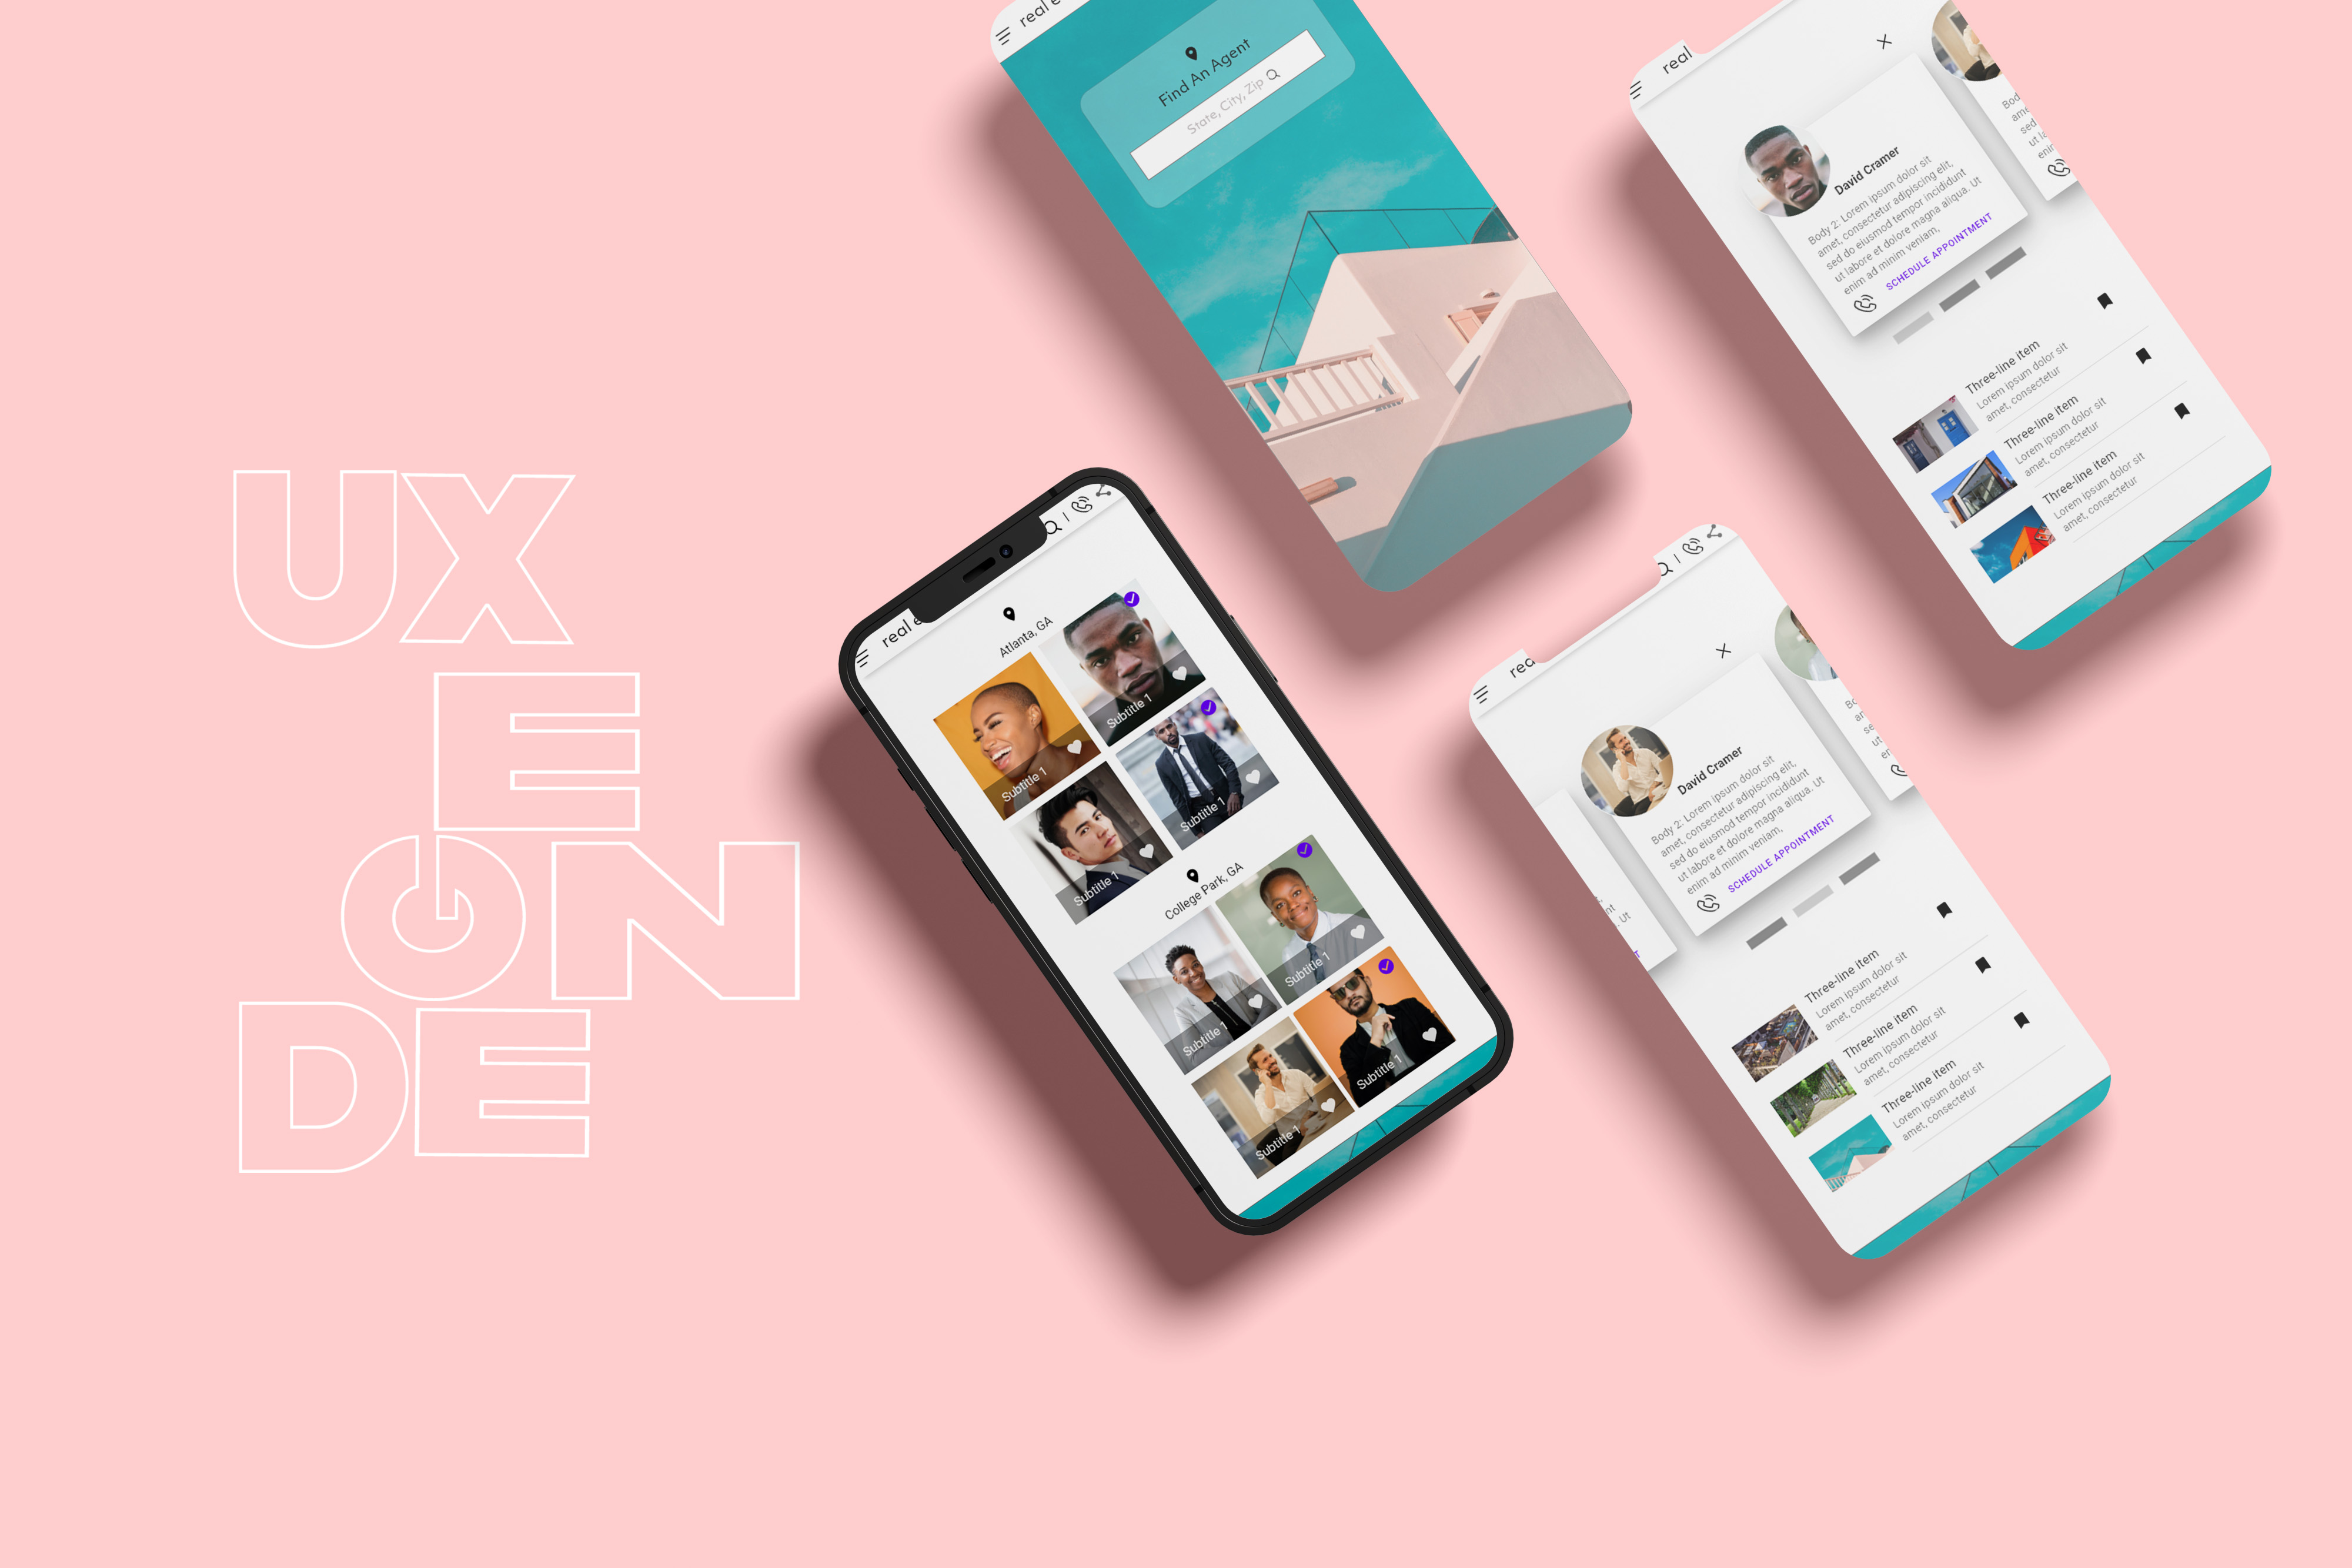 UX
E
GN
DE
real e
Find An Agent
State, City, Zip
real
David Cramer
Body 2: Lorem ipsum dolor sit
amet, consectetur adipiscing elit,
sed do eiusmod tempor incididunt
ut labore et dolore magna aliqua. Ut
enim ad minim veniam,
SCHEDULE APPOINTMENT
Three-line item
Lorem ipsum dolor sit
amet, consectetur
Three-line item
Lorem ipsum dolor sit
amet, consectetur
Three-line item
Lorem ipsum dolor sit
amet, consectetur
real e
Atlanta, GA
Subtitle 1
Subtitle 1
Subtitle 1
Subtitle 1
College Park, GA
Subtitle 1
Subtitle 1
Subtitle 1
Subtitle 1
rea
David Cramer
Body 2: Lorem ipsum dolor sit
amet, consectetur adipiscing elit,
sed do eiusmod tempor incididunt
ut labore et dolore magna aliqua. Ut
enim ad minim veniam,
SCHEDULE APPOINTMENT
Three-line item
Lorem ipsum dolor sit
amet, consectetur
Three-line item
Lorem ipsum dolor sit
amet, consectetur
Three-line item
Lorem ipsum dolor sit
amet, consectetur